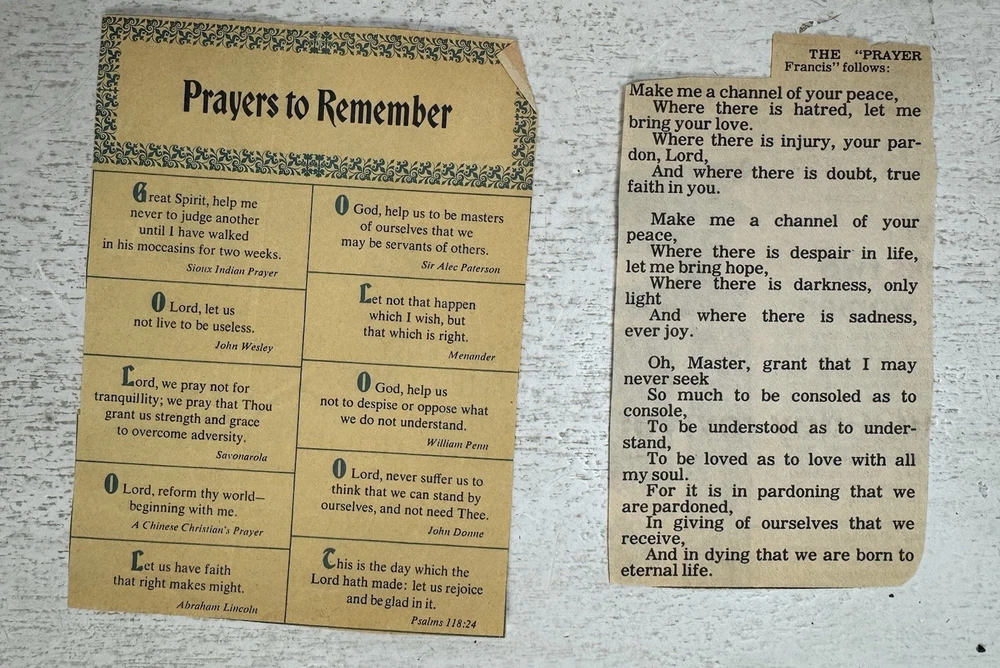 Prayers to Remember
Great Spirit, help me
never to judge another
until I have walked
in his moccasins for two weeks.
Sioux Indian Prayer
O Lord, let us
not live to be useless.
John Wesley
Lord, we pray not for
tranquillity; we pray that Thou
grant us strength and grace
to overcome adversity.
Savonarola
O Lord, reform thy world—
beginning with me.
A Chinese Christian's Prayer
Let us have faith
that right makes might.
Abraham Lincoln
O God, help us to be masters
of ourselves that we
may be servants of others.
Sir Alec Paterson
Let not that happen
which I wish, but
that which is right.
Menander
O God, help us
not to despise or oppose what
we do not understand.
William Penn
O Lord, never suffer us to
think that we can stand by
ourselves, and not need Thee.
John Donne
This is the day which the
Lord hath made: let us rejoice
and be glad in it.
Psalms 118:24
THE "PRAYER
Francis" follows:
Make me a channel of your peace,
Where there is hatred, let me
bring your love.
Where there is injury, your par-
don, Lord,
And where there is doubt, true
faith in you.
Make me a channel of your
peace,
Where there is despair in life,
let me bring hope,
Where there is darkness, only
light
And where there is sadness,
ever joy.
Oh, Master, grant that I may
never seek
So much to be consoled as to
console,
To be understood as to under-
stand,
To be loved as to love with all
my soul.
For it is in pardoning that we
are pardoned,
In giving of ourselves that we
receive,
And in dying that we are born to
eternal life.